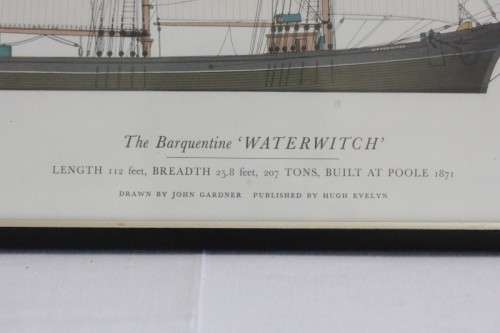 The Barquentine 'WATERWITCH'
LENGTH 112 feet, BREADTH 25.8 feet, 207 TONS, BUILT AT POOLE 1871
DRAWN BY JOHN GARDNER PUBLISHED BY HUGH EVELYN